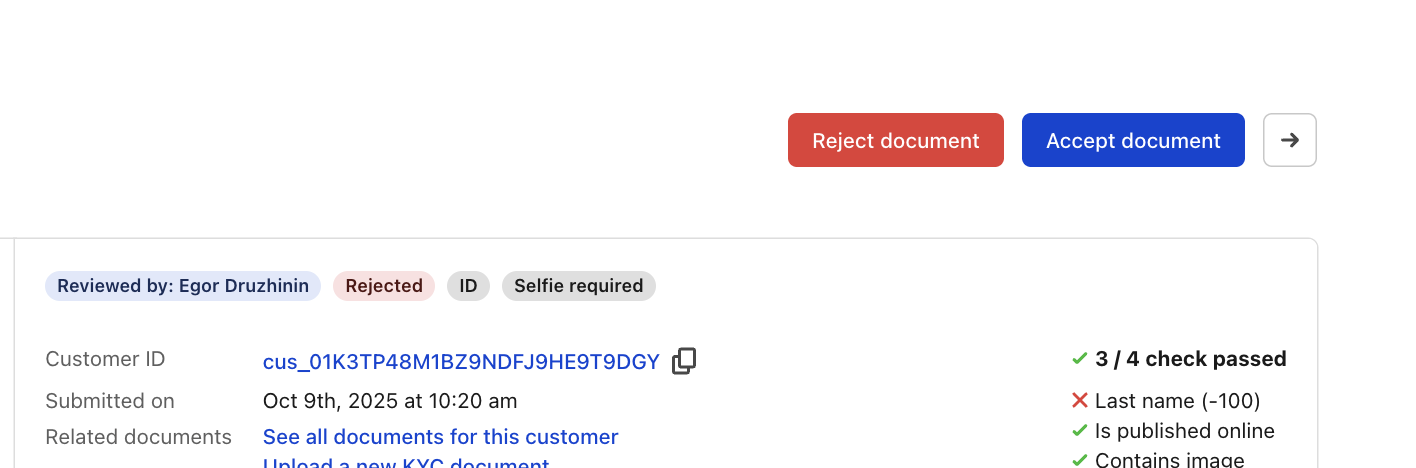 Reject document Accept document
Reviewed by: Egor Druzhinin Rejected ID Selfie required
Customer ID cus_01K3TP48M1BZ9NDFJ9HE9T9DGY 3 / 4 check passed
Submitted on Oct 9th, 2025 at 10:20 am Last name (-100)
Related documents See all documents for this customer Is published online
Upload a new KYC document Contains image